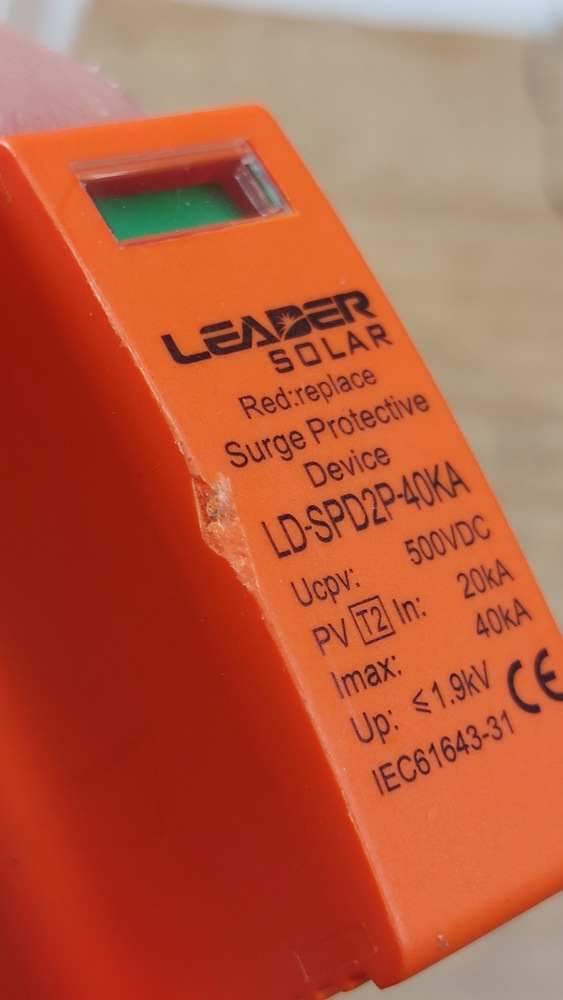 LEADER
SOLAR
Red:replace
Surge Protective
Device
LD-SPD2P-40KA
Ucpv: 500VDC
PV T2 In: 20kA
Imax: 40kA
Up: ≤1.9kV
IEC61643-31 CE